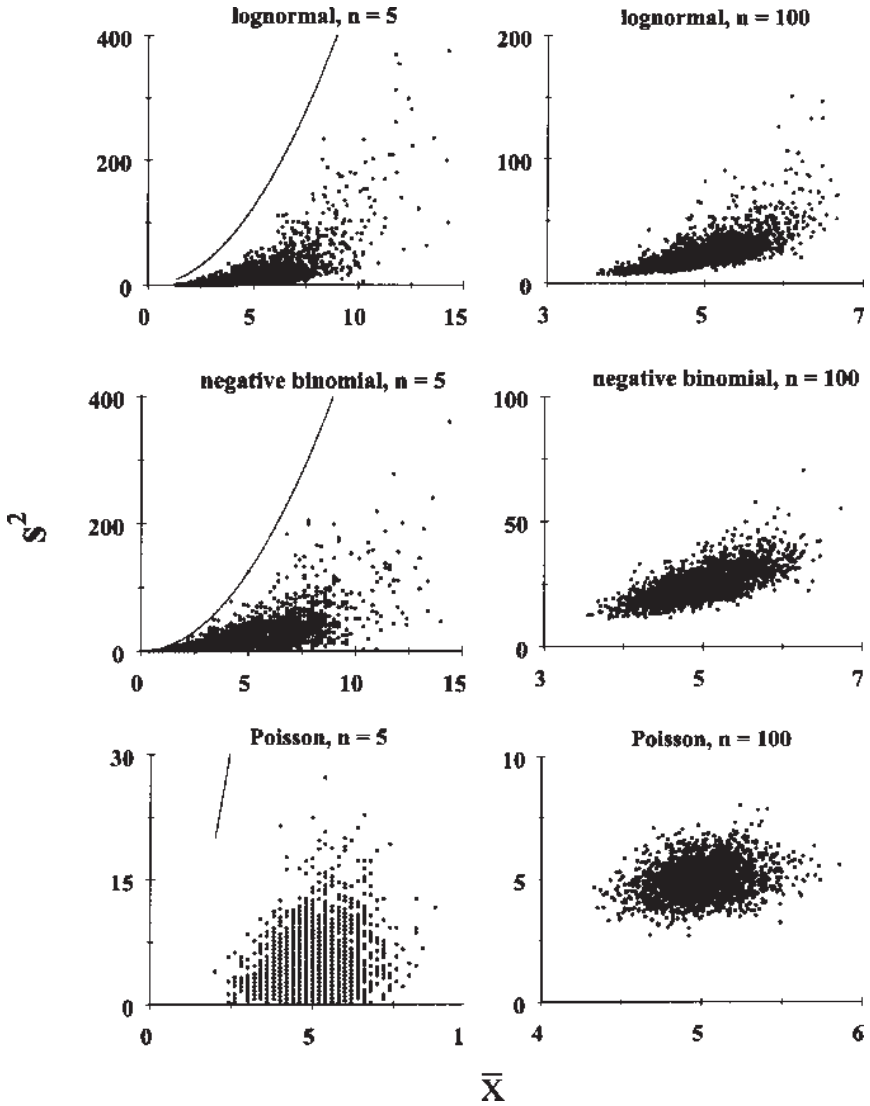 lognormal, n = 5
400
200
0
0 5 10 15
lognormal, n = 100
200
100
0
3 5 7
negative binomial, n = 5
400
200
0
0 5 10 15
negative binomial, n = 100
100
50
0
3 5 7
s²
Poisson, n = 5
30
15
0
0 5 1
Poisson, n = 100
10
5
0
4 5 6
X̅